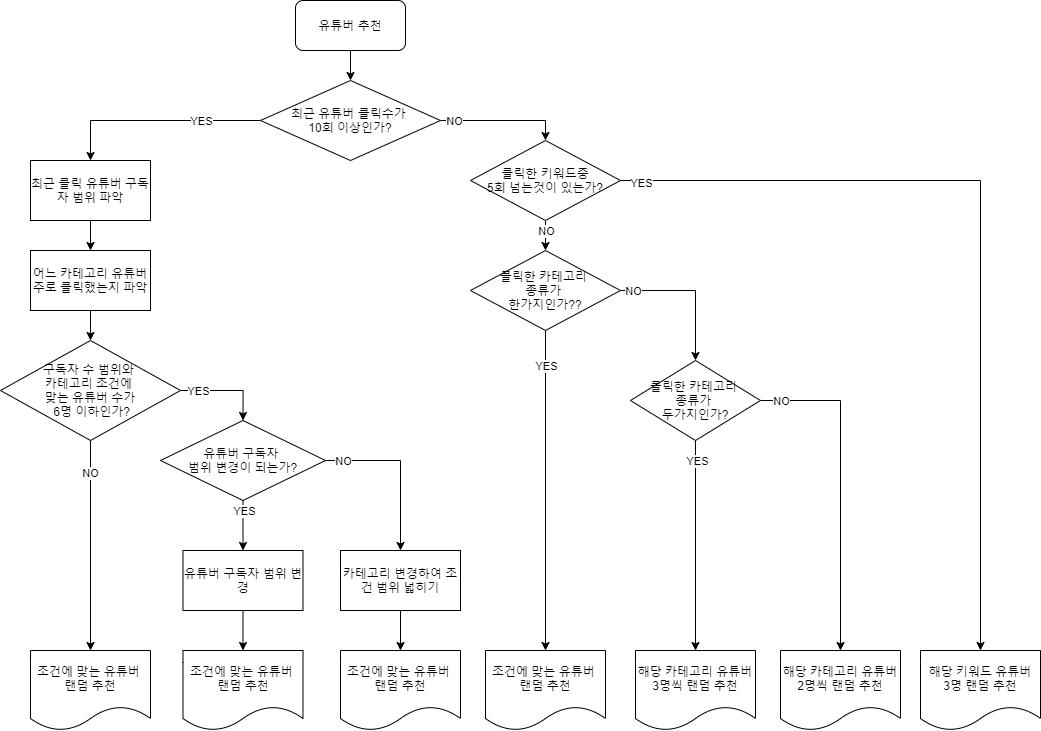 유튜버 추천
최근 유튜버 클릭수가
10회 이상인가?
YES
NO
최근 클릭 유튜버 구독
자 범위 파악
클릭한 키워드중
5회 넘는것이 있는가?
YES
NO
어느 카테고리 유튜버
주로 클릭했는지 파악
클릭한 카테고리
종류가
한가지인가??
NO
YES
구독자 수 범위와
카테고리 조건에
맞는 유튜버 수가
6명 이하인가?
YES
NO
클릭한 카테고리
종류가
두가지인가?
NO
YES
유튜버 구독자
범위 변경이 되는가?
NO
YES
유튜버 구독자 범위 변
경
카테고리 변경하여 조
건 범위 넓히기
조건에 맞는 유튜버
랜덤 추천
조건에 맞는 유튜버
랜덤 추천
조건에 맞는 유튜버
랜덤 추천
조건에 맞는 유튜버
랜덤 추천
해당 카테고리 유튜버
3명씩 랜덤 추천
해당 카테고리 유튜버
2명씩 랜덤 추천
해당 키워드 유튜버
3명 랜덤 추천